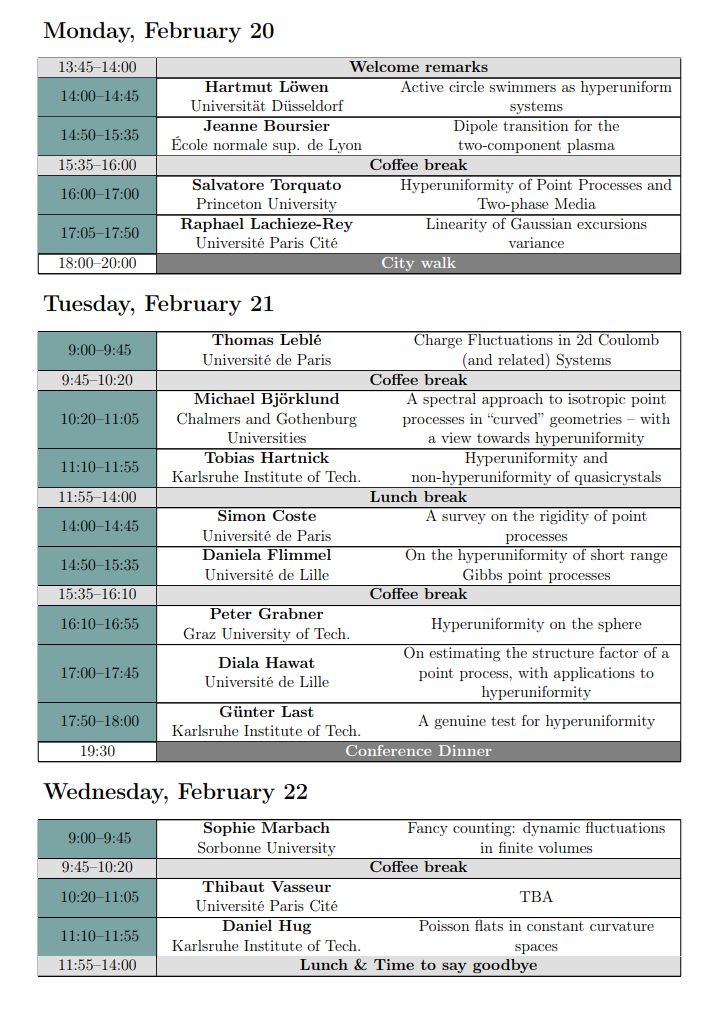 Monday, February 20
13:45–14:00 Welcome remarks
14:00–14:45
Hartmut Löwen
Universität Düsseldorf
Active circle swimmers as hyperuniform
systems
14:50–15:35
Jeanne Boursier
École normale sup. de Lyon
Dipole transition for the
two-component plasma
15:35–16:00 Coffee break
16:00–17:00
Salvatore Torquato
Princeton University
Hyperuniformity of Point Processes and
Two-phase Media
17:05–17:50
Raphael Lachieze-Rey
Université Paris Cité
Linearity of Gaussian excursions
variance
18:00–20:00 City walk
Tuesday, February 21
9:00–9:45
Thomas Leblé
Université de Paris
Charge Fluctuations in 2d Coulomb
(and related) Systems
9:45–10:20 Coffee break
10:20–11:05
Michael Björklund
Chalmers and Gothenburg
Universities
A spectral approach to isotropic point
processes in “curved” geometries – with
a view towards hyperuniformity
11:10–11:55
Tobias Hartnick
Karlsruhe Institute of Tech.
Hyperuniformity and
non-hyperuniformity of quasicrystals
11:55–14:00 Lunch break
14:00–14:45
Simon Coste
Université de Paris
A survey on the rigidity of point
processes
14:50–15:35
Daniela Flimmel
Université de Lille
On the hyperuniformity of short range
Gibbs point processes
15:35–16:10 Coffee break
16:10–16:55
Peter Grabner
Graz University of Tech.
Hyperuniformity on the sphere
17:00–17:45
Diala Hawat
Université de Lille
On estimating the structure factor of a
point process, with applications to
hyperuniformity
17:50–18:00
Günter Last
Karlsruhe Institute of Tech.
A genuine test for hyperuniformity
19:30 Conference Dinner
Wednesday, February 22
9:00–9:45
Sophie Marbach
Sorbonne University
Fancy counting: dynamic fluctuations
in finite volumes
9:45–10:20 Coffee break
10:20–11:05
Thibaut Vasseur
Université Paris Cité
TBA
11:10–11:55
Daniel Hug
Karlsruhe Institute of Tech.
Poisson flats in constant curvature
spaces
11:55–14:00 Lunch & Time to say goodbye